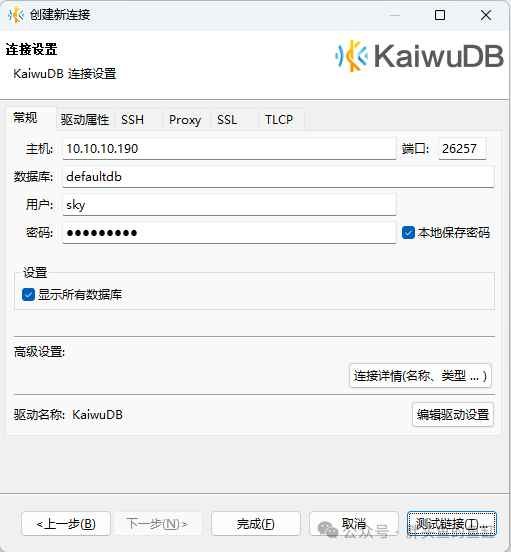 创建新连接
连接设置
KaiwuDB 连接设置
KaiwuDB
常规 驱动属性 SSH Proxy SSL TLCP
主机: 10.10.10.190 端口: 26257
数据库: defaultdb
用户: sky
密码: ●●●●●●●●● 本地保存密码
设置
显示所有数据库
高级设置:
连接详情(名称、类型 ... )
驱动名称: KaiwuDB 编辑驱动设置
<上一步(B) 下一步(N)> 完成(F) 取消 测试链接(T)...
公众号